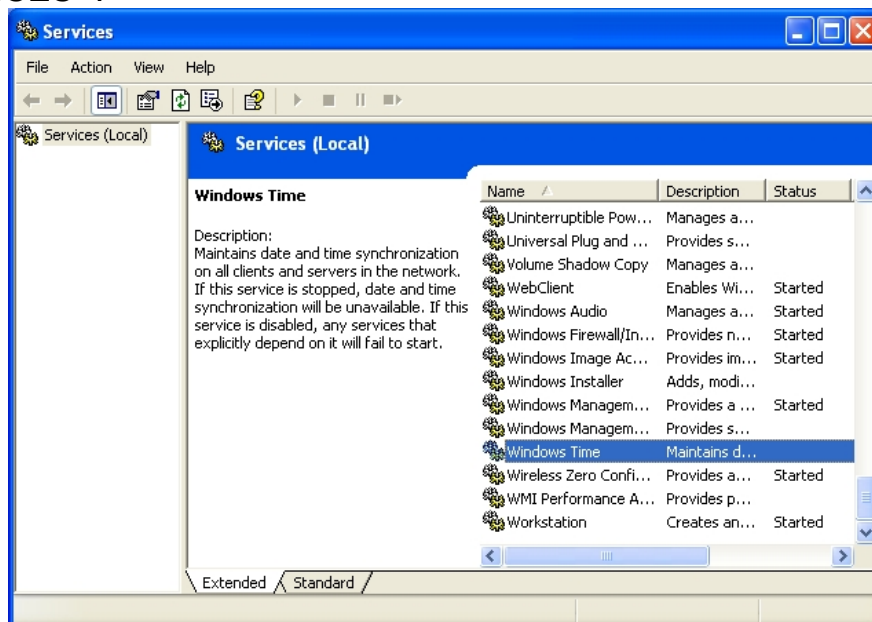 Services
File Action View Help
Services (Local)
Services (Local)
Windows Time
Description:
Maintains date and time synchronization
on all clients and servers in the network.
If this service is stopped, date and time
synchronization will be unavailable. If this
service is disabled, any services that
explicitly depend on it will fail to start.
Name Description Status
Uninterruptible Pow... Manages a...
Universal Plug and ... Provides s...
Volume Shadow Copy Manages a...
WebClient Enables Wi... Started
Windows Audio Manages a... Started
Windows Firewall/In... Provides n... Started
Windows Image Ac... Provides im... Started
Windows Installer Adds, modi...
Windows Managem... Provides a ... Started
Windows Managem... Provides s...
Windows Time Maintains d...
Wireless Zero Confi... Provides a... Started
WMI Performance A... Provides p...
Workstation Creates an... Started
Extended Standard